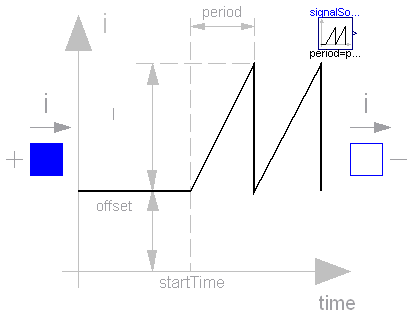 period
signalSo...
i
period=p...
I
i
i
+
−
offset
startTime
time